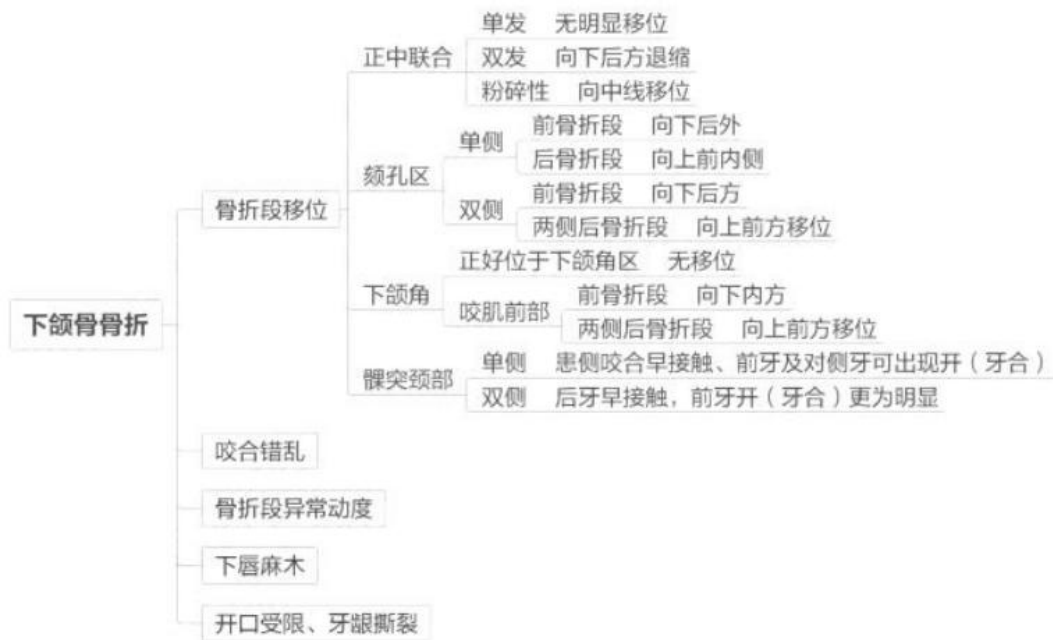 下颌骨骨折
骨折段移位
正中联合
单发 无明显移位
双发 向下后方退缩
粉碎性 向中线移位
颏孔区
单侧
前骨折段 向下后外
后骨折段 向上前内侧
双侧
前骨折段 向下后方
两侧后骨折段 向上前方移位
下颌角
正好位于下颌角区 无移位
咬肌前部
前骨折段 向下内方
两侧后骨折段 向上前方移位
髁突颈部
单侧 患侧咬合早接触、前牙及对侧牙可出现开（牙合）
双侧 后牙早接触，前牙开（牙合）更为明显
咬合错乱
骨折段异常动度
下唇麻木
开口受限、牙龈撕裂